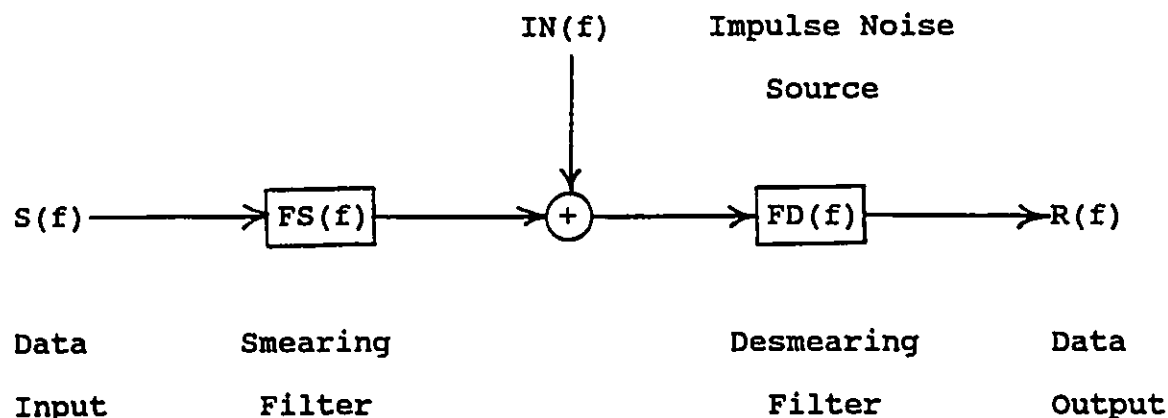 IN(f) Impulse Noise
Source
S(f) FS(f) + FD(f) R(f)
Data Smearing Desmearing Data
Input Filter Filter Output